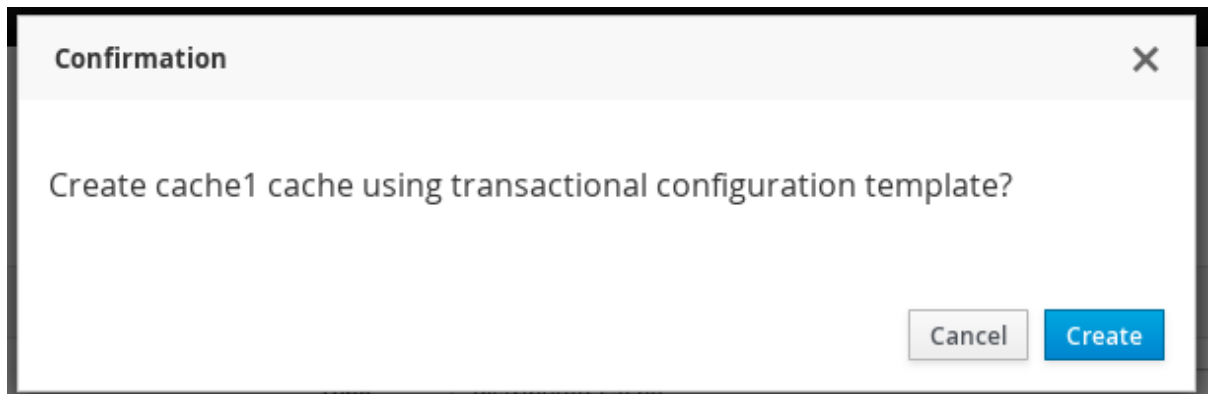 Confirmation
Create cache1 cache using transactional configuration template?
Cancel
Create